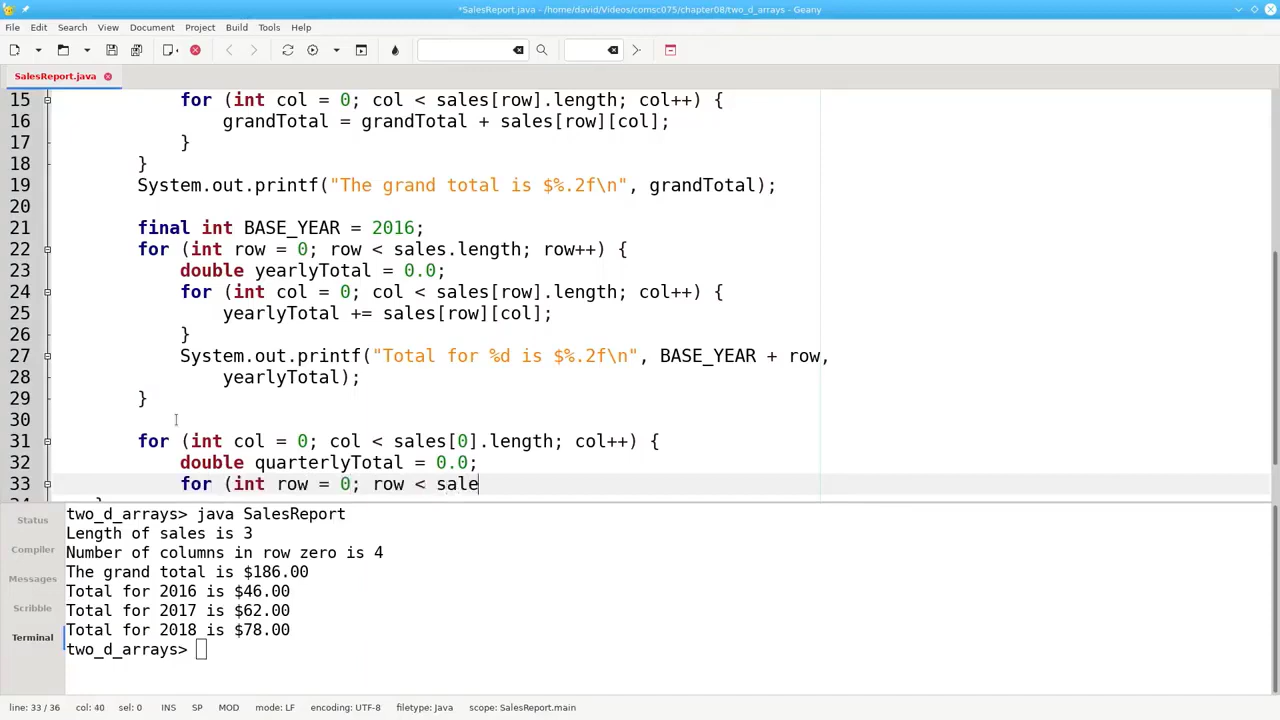 *SalesReport.java - /home/david/Videos/comsc075/chapter08/two_d_arrays - Geany
File Edit Search View Document Project Build Tools Help
SalesReport.java
15 for (int col = 0; col < sales[row].length; col++) {
16 grandTotal = grandTotal + sales[row][col];
17 }
18 }
19 System.out.printf("The grand total is $%.2f\n", grandTotal);
20
21 final int BASE_YEAR = 2016;
22 for (int row = 0; row < sales.length; row++) {
23 double yearlyTotal = 0.0;
24 for (int col = 0; col < sales[row].length; col++) {
25 yearlyTotal += sales[row][col];
26 }
27 System.out.printf("Total for %d is $%.2f\n", BASE_YEAR + row,
28 yearlyTotal);
29 }
30
31 for (int col = 0; col < sales[0].length; col++) {
32 double quarterlyTotal = 0.0;
33 for (int row = 0; row < sale
Status
Compiler
Messages
Scribble
Terminal
two_d_arrays> java SalesReport
Length of sales is 3
Number of columns in row zero is 4
The grand total is $186.00
Total for 2016 is $46.00
Total for 2017 is $62.00
Total for 2018 is $78.00
two_d_arrays>
line: 33 / 36 col: 40 sel: 0 INS SP MOD mode: LF encoding: UTF-8 filetype: Java scope: SalesReport.main